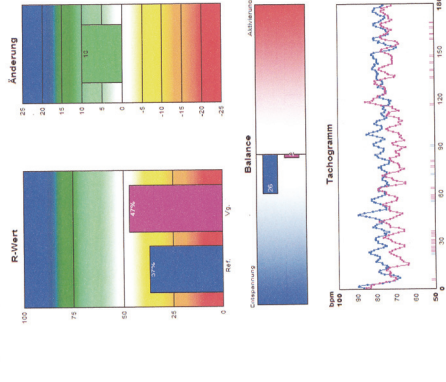 R-Wert
100
75
50
25
0
37%
47%
Ref.
Vg.
Änderung
25
20
15
10
5
0
-5
-10
-15
-20
-25
10
Balance
Entspannung
Aktivierung
26
Tachogramm
bpm
100
90
80
70
60
50
0 30 60 90 120 150 180